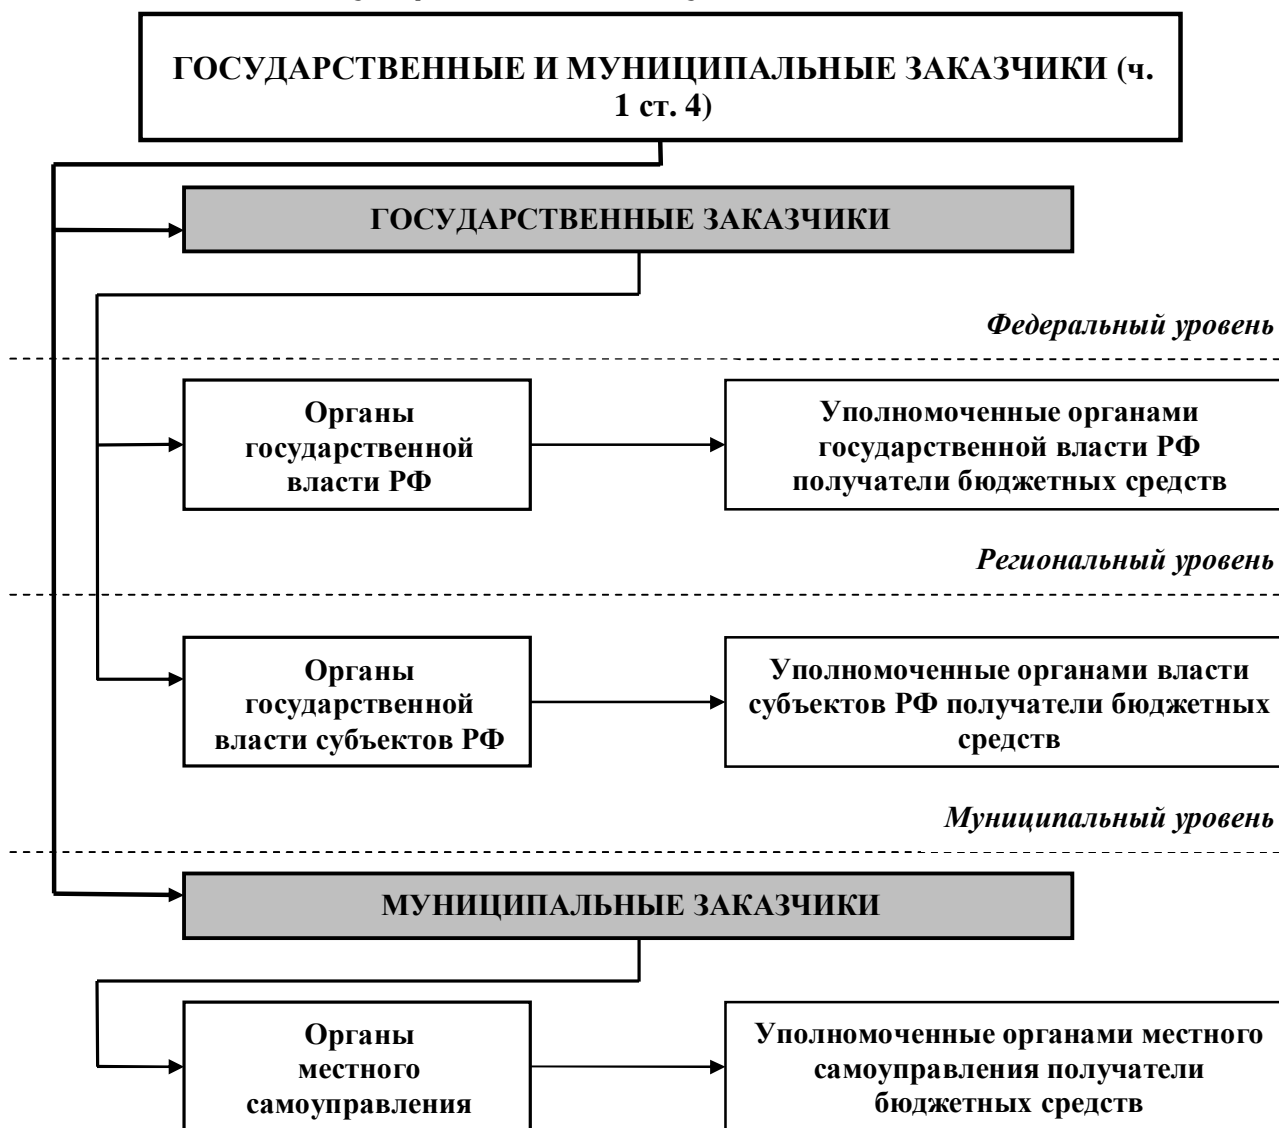 ГОСУДАРСТВЕННЫЕ И МУНИЦИПАЛЬНЫЕ ЗАКАЗЧИКИ (ч.
1 ст. 4)
ГОСУДАРСТВЕННЫЕ ЗАКАЗЧИКИ
Федеральный уровень
Органы
государственной
власти РФ
Уполномоченные органами
государственной власти РФ
получатели бюджетных средств
Региональный уровень
Органы
государственной
власти субъектов РФ
Уполномоченные органами власти
субъектов РФ получатели бюджетных
средств
Муниципальный уровень
МУНИЦИПАЛЬНЫЕ ЗАКАЗЧИКИ
Органы
местного
самоуправления
Уполномоченные органами местного
самоуправления получатели
бюджетных средств